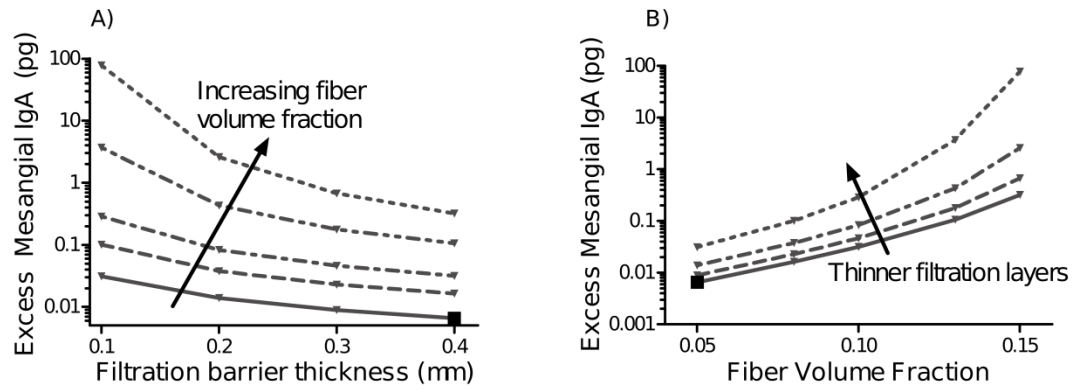 A)
Excess Mesangial IgA (pg)
100
10
1
0.1
0.01
Increasing fiber
volume fraction
0.1
0.2
0.3
0.4
Filtration barrier thickness (mm)
B)
Excess Mesangial IgA (pg)
100
10
1
0.1
0.01
0.001
Thinner filtration layers
0.05
0.10
0.15
Fiber Volume Fraction